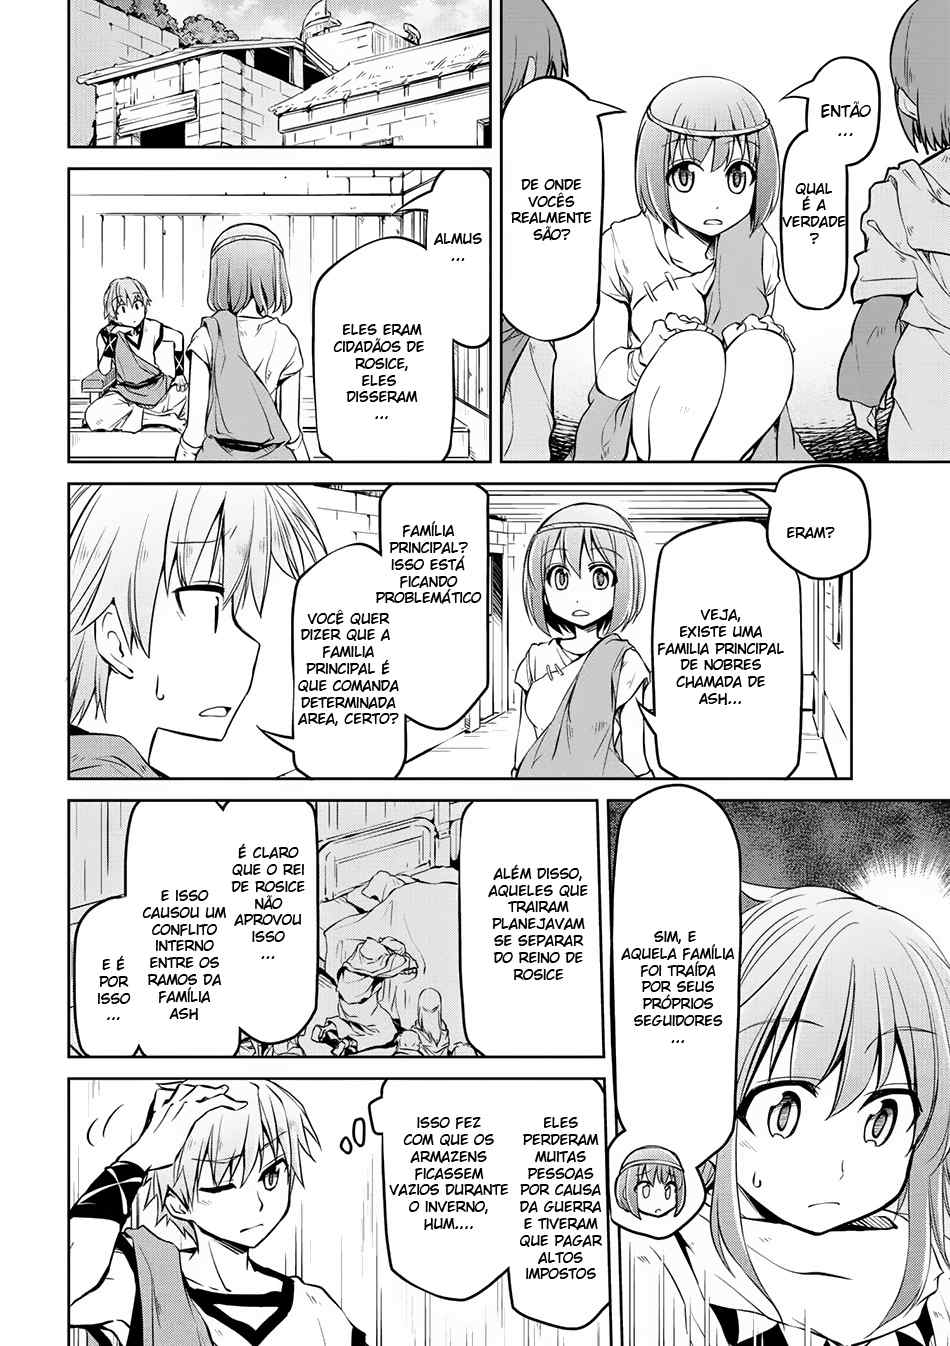 ENTÃO
...
QUAL
É A
VERDADE
?
DE ONDE
VOCÊS
REALMENTE
SÃO?
ALMUS
...
ELES ERAM
CIDADÃOS DE
ROSICE,
ELES
DISSERAM
...
ERAM?
VEJA,
EXISTE UMA
FAMILIA PRINCIPAL
DE NOBRES
CHAMADA DE
ASH...
FAMÍLIA
PRINCIPAL?
ISSO ESTÁ
FICANDO
PROBLEMÁTICO
VOCÊ QUER
DIZER QUE A
FAMILIA
PRINCIPAL É
QUE COMANDA
DETERMINADA
AREA, CERTO?
SIM, E
AQUELA FAMÍLIA
FOI TRAÍDA
POR SEUS
PRÓPRIOS
SEGUIDORES
...
ALÉM DISSO,
AQUELES QUE
TRAIRAM
PLANEJAVAM
SE SEPARAR
DO REINO DE
ROSICE
É CLARO
QUE O REI
DE ROSICE
NÃO
APROVOU
ISSO
...
E ISSO
CAUSOU UM
CONFLITO
INTERNO
ENTRE OS
RAMOS DA
FAMÍLIA
ASH
E É
POR
ISSO
...
ELES
PERDERAM
MUITAS
PESSOAS
POR CAUSA
DA GUERRA
E TIVERAM
QUE PAGAR
ALTOS
IMPOSTOS
ISSO FEZ
COM QUE OS
ARMAZENS
FICASSEM
VAZIOS DURANTE
O INVERNO,
HUM....